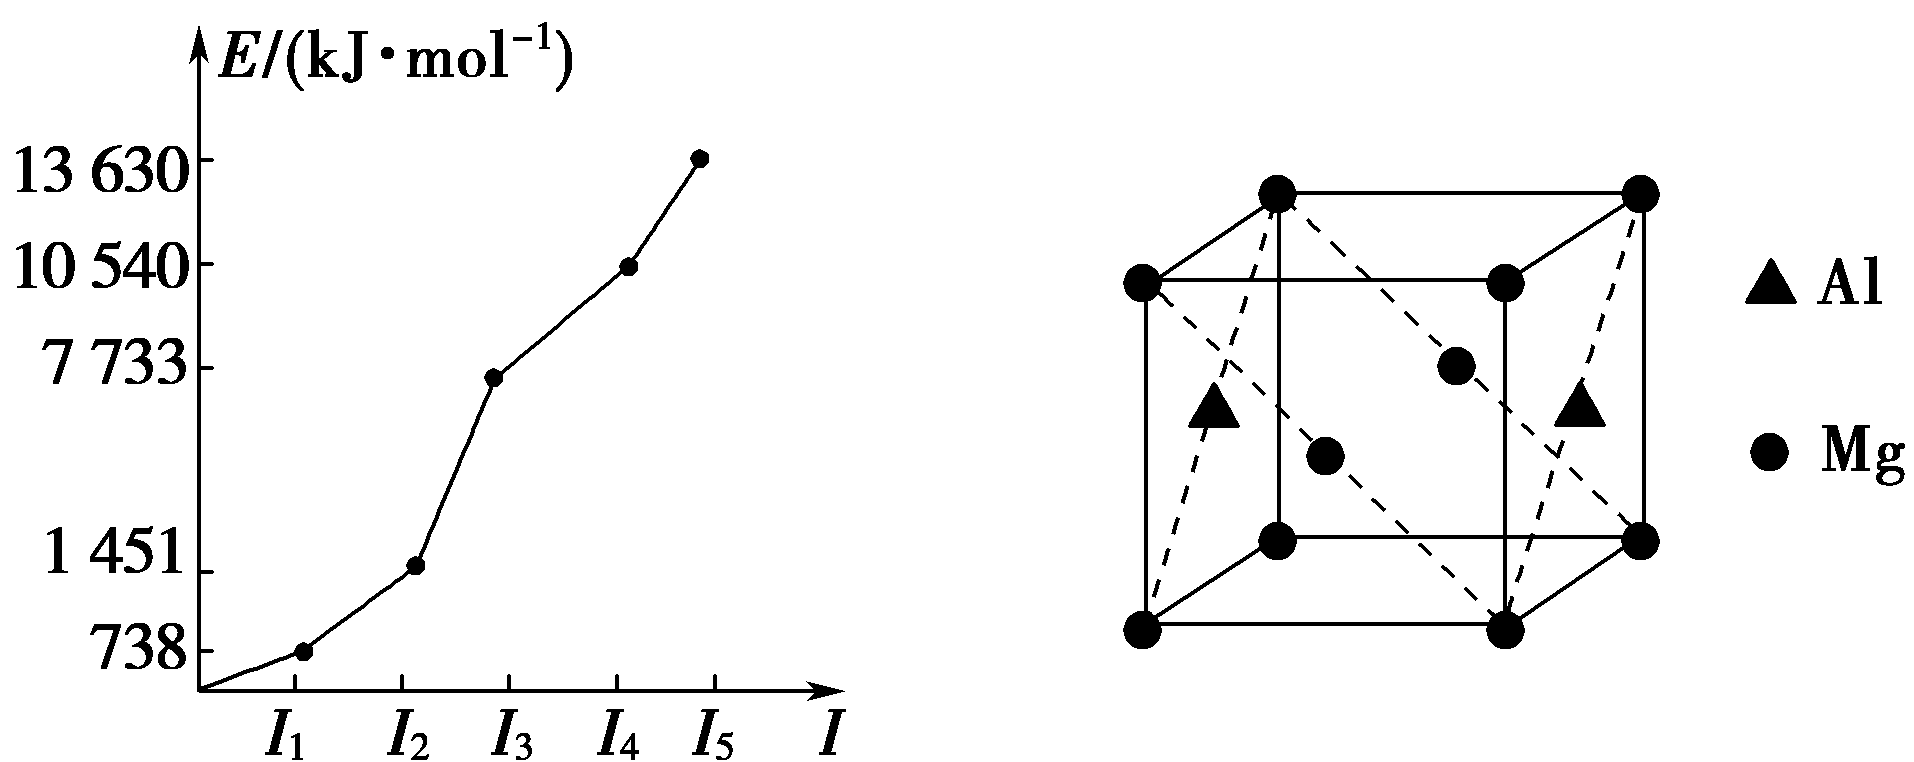 E/(kJ·mol⁻¹)
13 630
10 540
7 733
1 451
738
I₁ I₂ I₃ I₄ I₅ I
Al
Mg